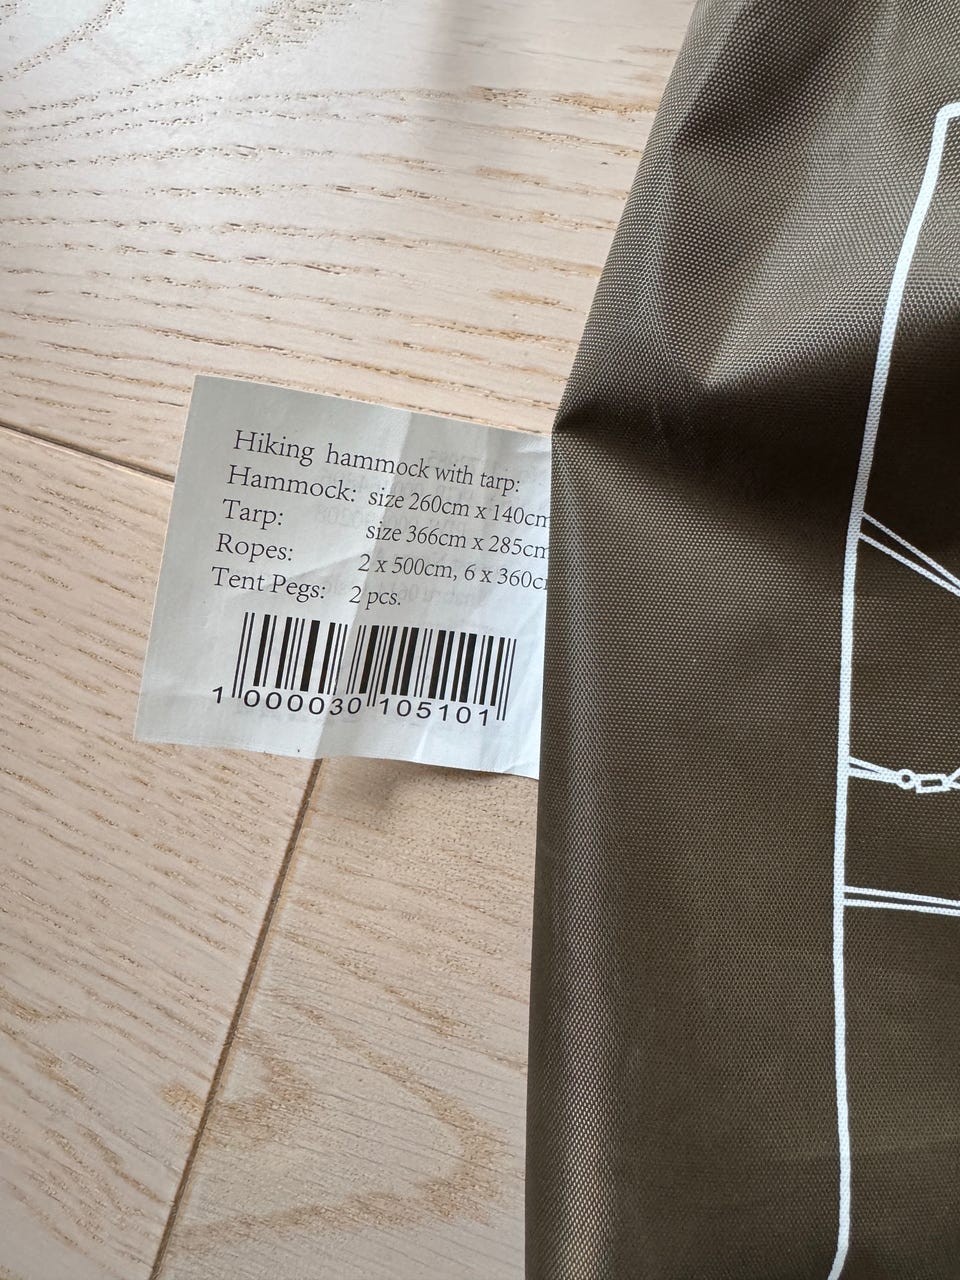 Hiking hammock with tarp:
Hammock: size 260cm x 140cm
Tarp: size 366cm x 285cm
Ropes: 2 x 500cm, 6 x 360c
Tent Pegs: 2 pcs.
1 000030 105101